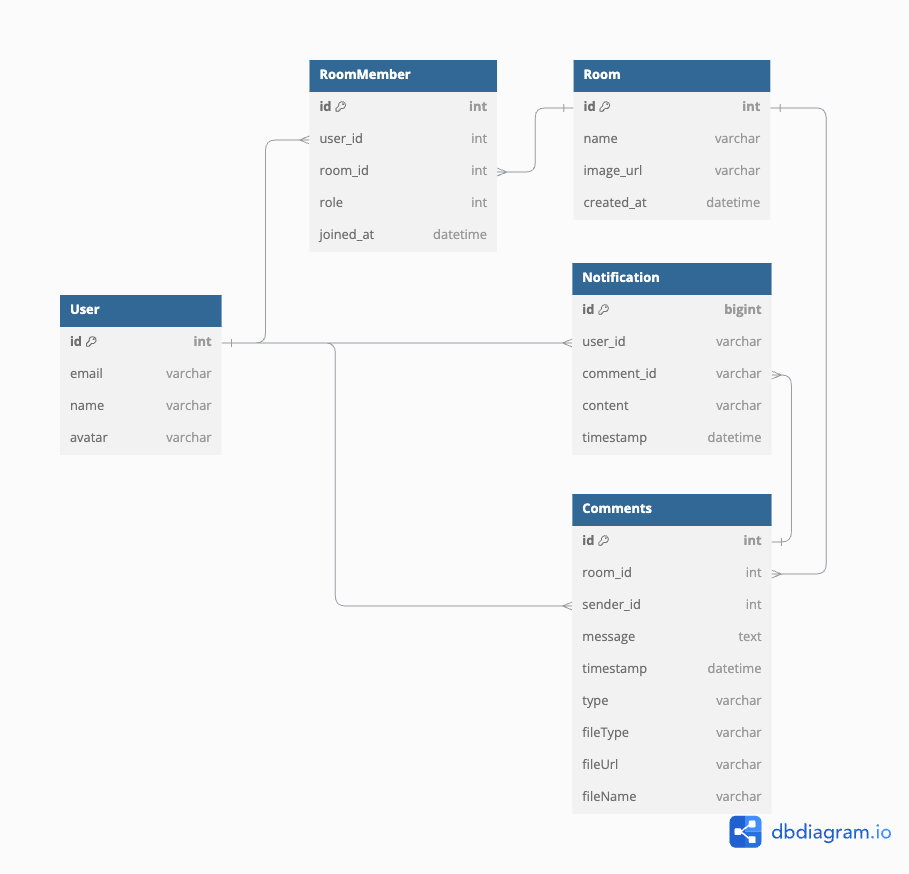 RoomMember
id int
user_id int
room_id int
role int
joined_at datetime
Room
id int
name varchar
image_url varchar
created_at datetime
User
id int
email varchar
name varchar
avatar varchar
Notification
id bigint
user_id varchar
comment_id varchar
content varchar
timestamp datetime
Comments
id int
room_id int
sender_id int
message text
timestamp datetime
type varchar
fileType varchar
fileUrl varchar
fileName varchar
dbdiagram.io